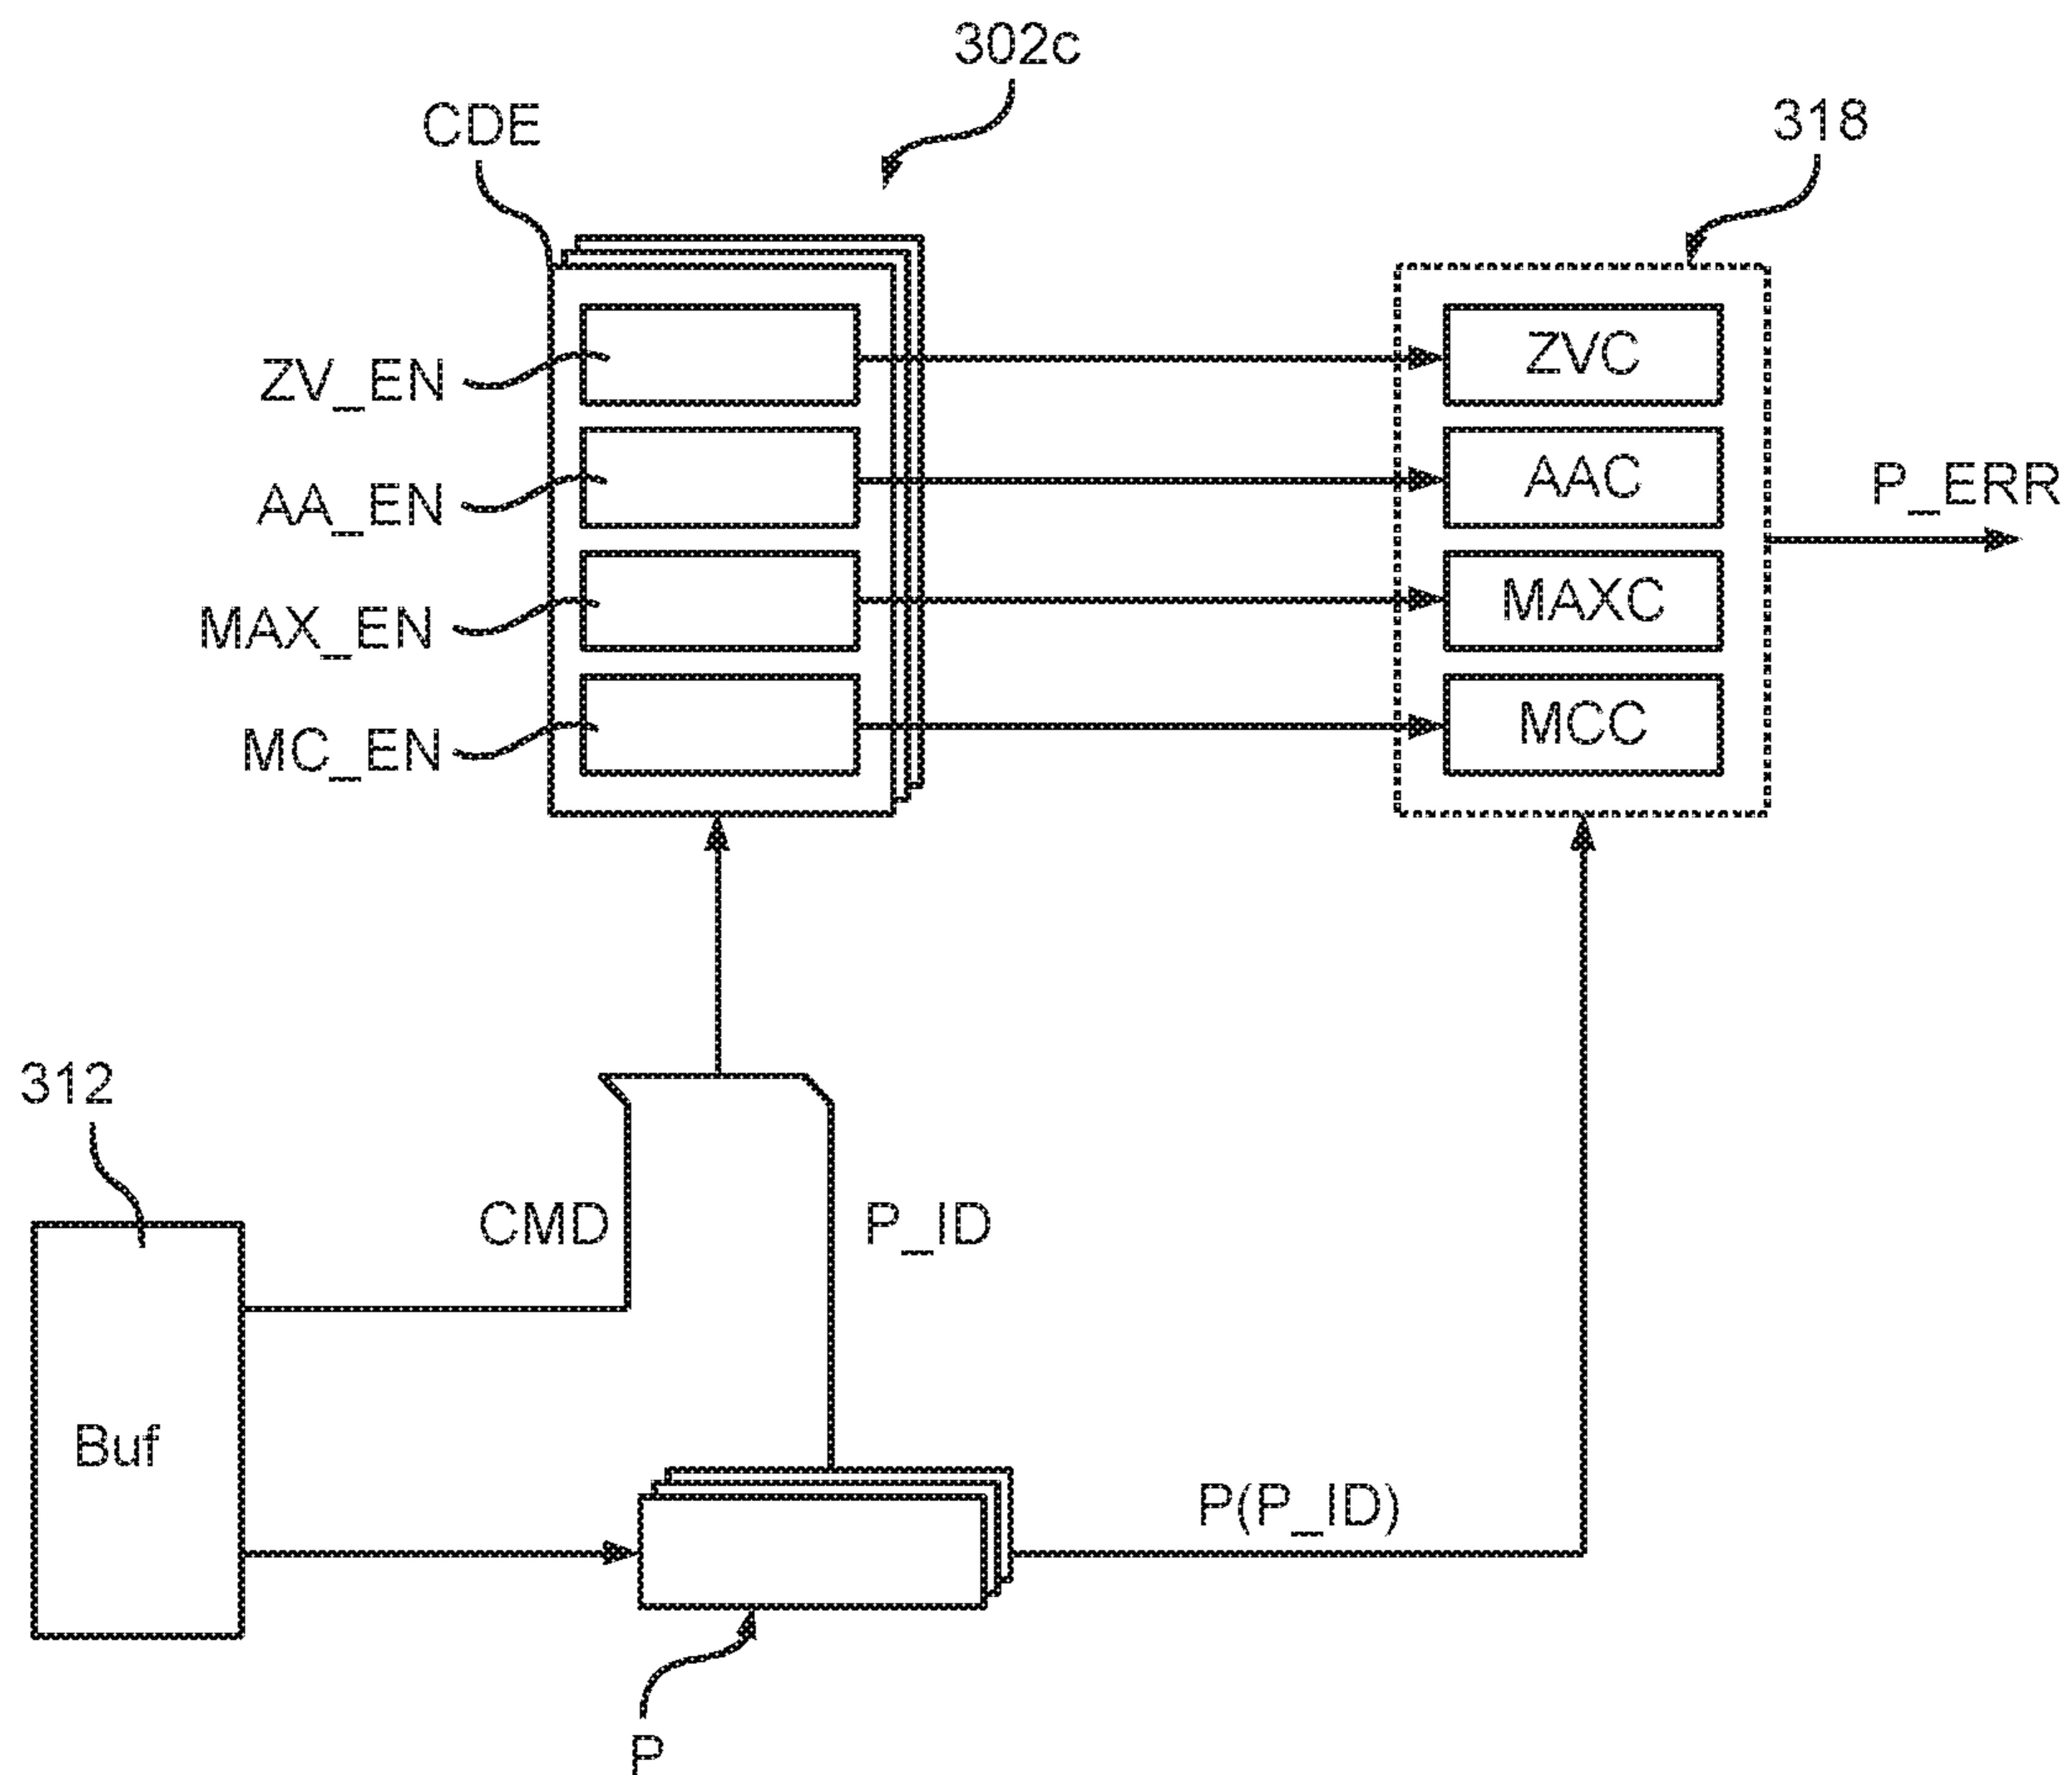 302c
CDE
318
ZV_EN
ZVC
AA_EN
AAC
P_ERR
MAX_EN
MAXC
MC_EN
MCC
312
CMD
P_ID
Buf
P(P_ID)
P